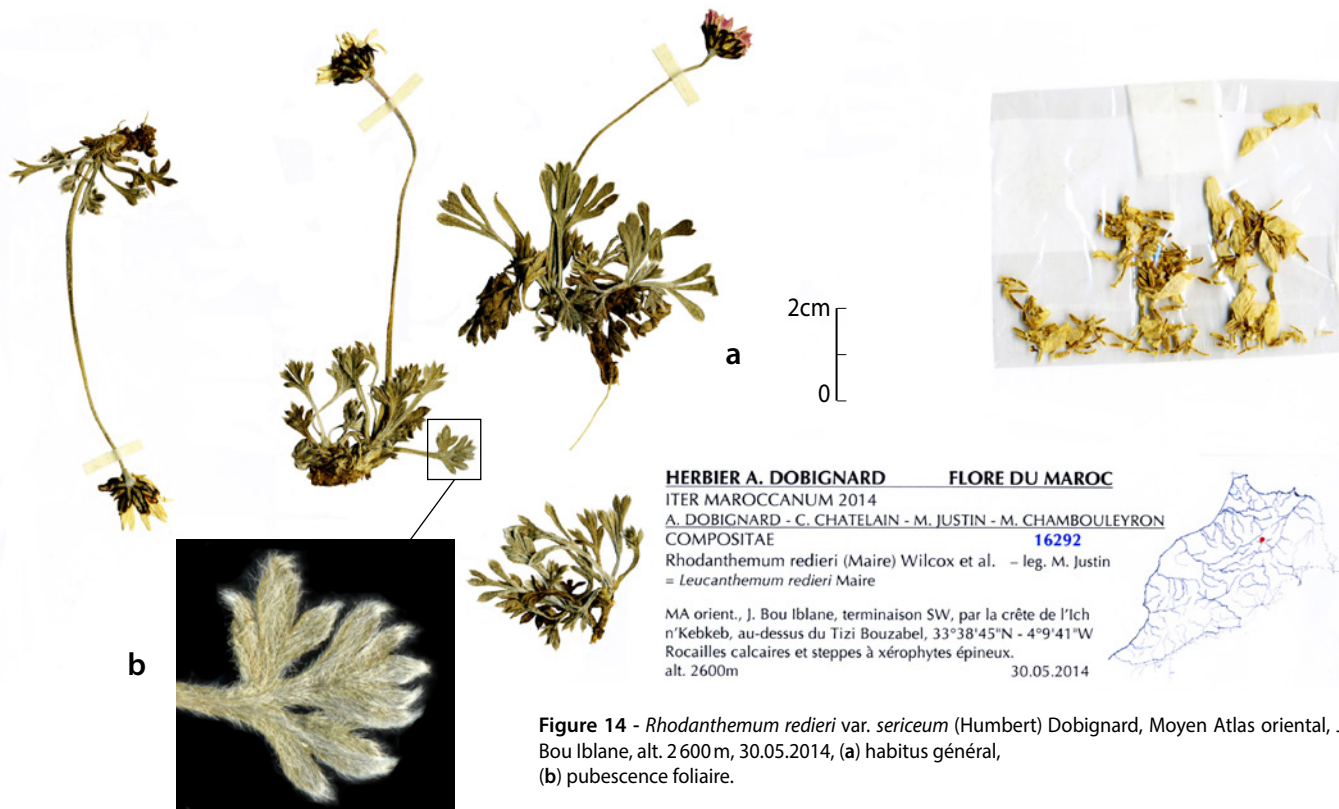 a
2cm
0
b
HERBIER A. DOBIGNARD FLORE DU MAROC
ITER MAROCCANUM 2014
A. DOBIGNARD - C. CHATELAIN - M. JUSTIN - M. CHAMBOULEYRON
COMPOSITAE 16292
Rhodanthemum redieri (Maire) Wilcox et al. – leg. M. Justin
= Leucanthemum redieri Maire
MA orient., J. Bou Iblane, terminaison SW, par la crête de l'Ich
n'Kebkeb, au-dessus du Tizi Bouzabel, 33°38'45"N - 4°9'41"W
Rocailles calcaires et steppes à xérophytes épineux.
alt. 2600m 30.05.2014
Figure 14 - Rhodanthemum redieri var. sericeum (Humbert) Dobignard, Moyen Atlas oriental, J.
Bou Iblane, alt. 2 600 m, 30.05.2014, (a) habitus général,
(b) pubescence foliaire.